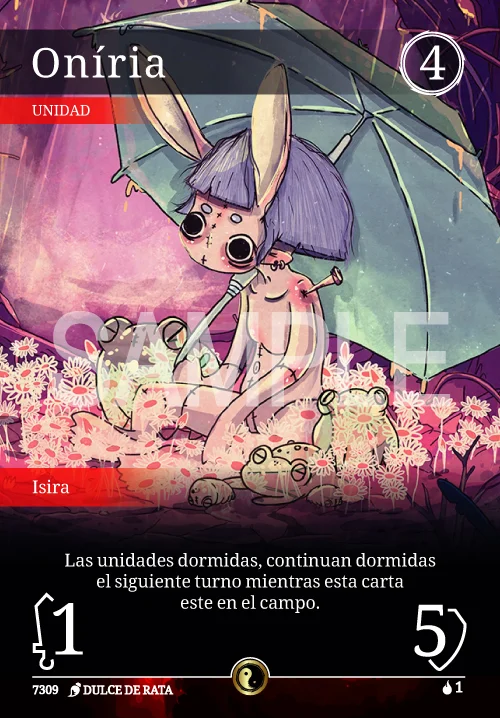 Oníria
4
UNIDAD
SAMPLE
Isira
Las unidades dormidas, continuan dormidas
el siguiente turno mientras esta carta
este en el campo.
1
5
7309 DULCE DE RATA
1